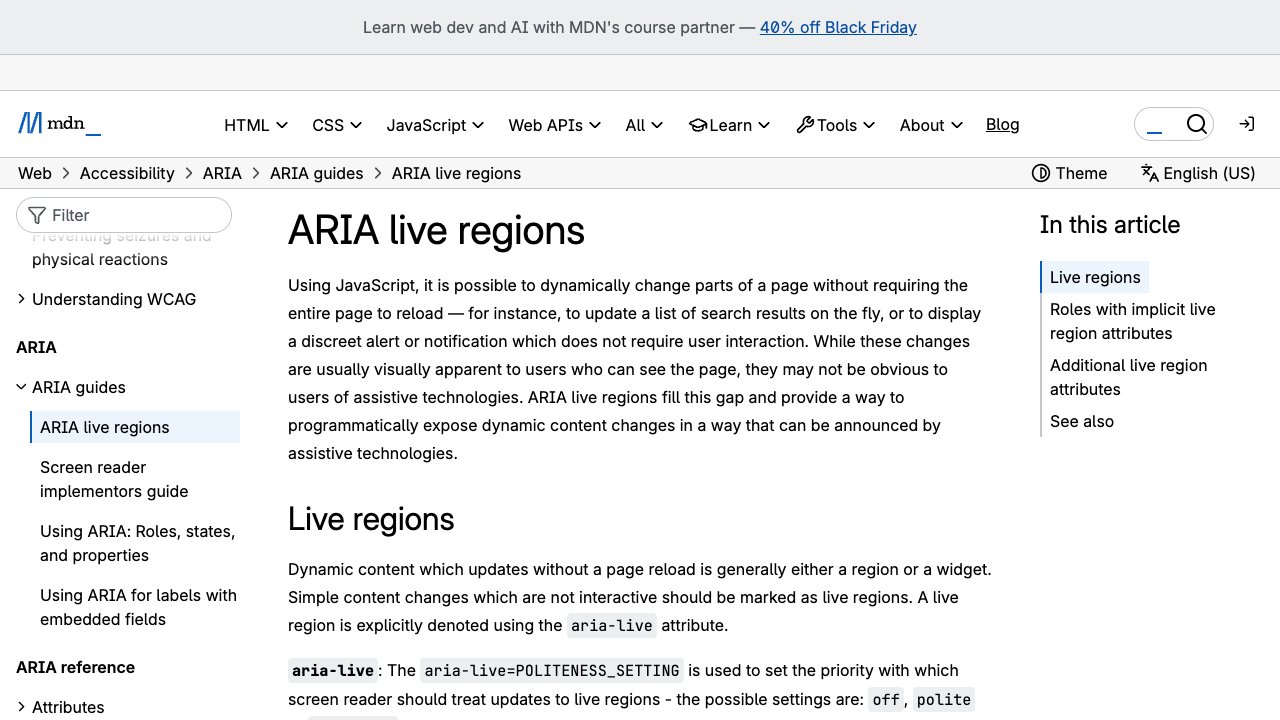 Learn web dev and AI with MDN's course partner — 40% off Black Friday
mdn_
HTML
CSS
JavaScript
Web APIs
All
Learn
Tools
About
Blog
Web
Accessibility
ARIA
ARIA guides
ARIA live regions
Theme
English (US)
Filter
Preventing seizures and
physical reactions
Understanding WCAG
ARIA
ARIA guides
ARIA live regions
Screen reader
implementors guide
Using ARIA: Roles, states,
and properties
Using ARIA for labels with
embedded fields
ARIA reference
Attributes
ARIA live regions
Using JavaScript, it is possible to dynamically change parts of a page without requiring the
entire page to reload — for instance, to update a list of search results on the fly, or to display
a discreet alert or notification which does not require user interaction. While these changes
are usually visually apparent to users who can see the page, they may not be obvious to
users of assistive technologies. ARIA live regions fill this gap and provide a way to
programmatically expose dynamic content changes in a way that can be announced by
assistive technologies.
Live regions
Dynamic content which updates without a page reload is generally either a region or a widget.
Simple content changes which are not interactive should be marked as live regions. A live
region is explicitly denoted using the aria-live attribute.
aria-live: The aria-live=POLITENESS_SETTING is used to set the priority with which
screen reader should treat updates to live regions - the possible settings are: off, polite
In this article
Live regions
Roles with implicit live
region attributes
Additional live region
attributes
See also